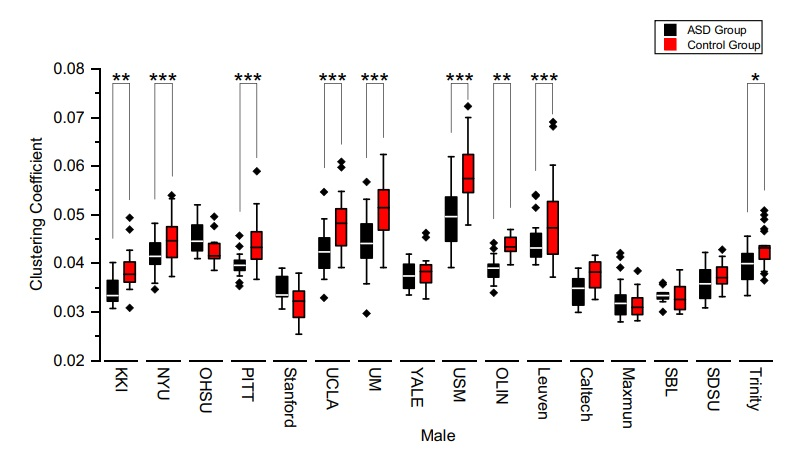 ASD Group
Control Group
** *** *** *** *** *** ** *** *
0.08
0.07
0.06
0.05
0.04
0.03
0.02
Clustering Coefficient
KKI
NYU
OHSU
PITT
Stanford
UCLA
UM
YALE
USM
OLIN
Leuven
Caltech
Maxmun
SBL
SDSU
Trinity
Male